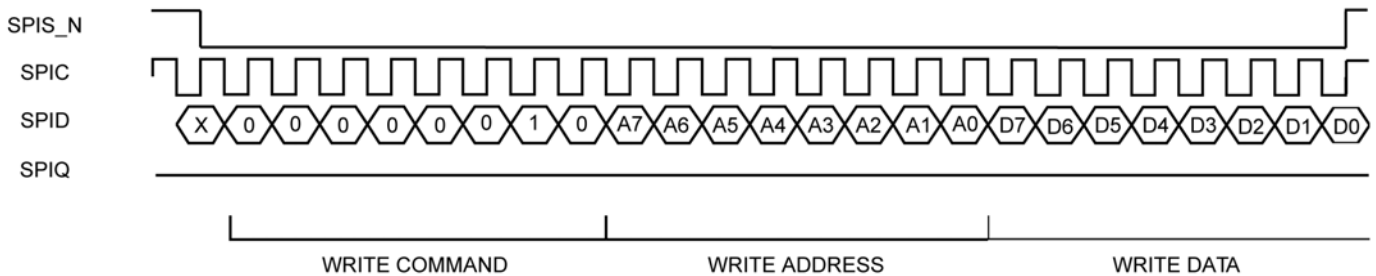 SPIS_N
SPIC
SPID X 0 0 0 0 0 0 1 0 A7 A6 A5 A4 A3 A2 A1 A0 D7 D6 D5 D4 D3 D2 D1 D0
SPIQ
WRITE COMMAND WRITE ADDRESS WRITE DATA